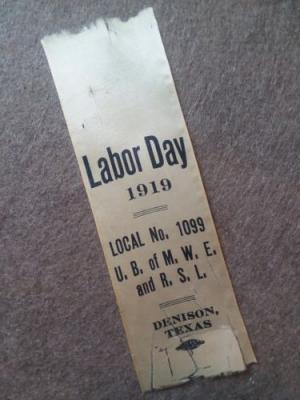 Labor Day
1919
LOCAL No. 1099
U. B. of M. W. E.
and R. S. L.
DENISON,
TEXAS